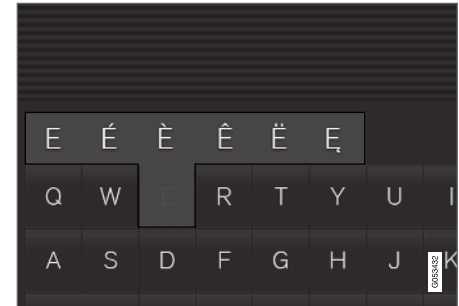 E É È Ê Ë Ę
Q W E R T Y U I
A S D F G H J K
G053432